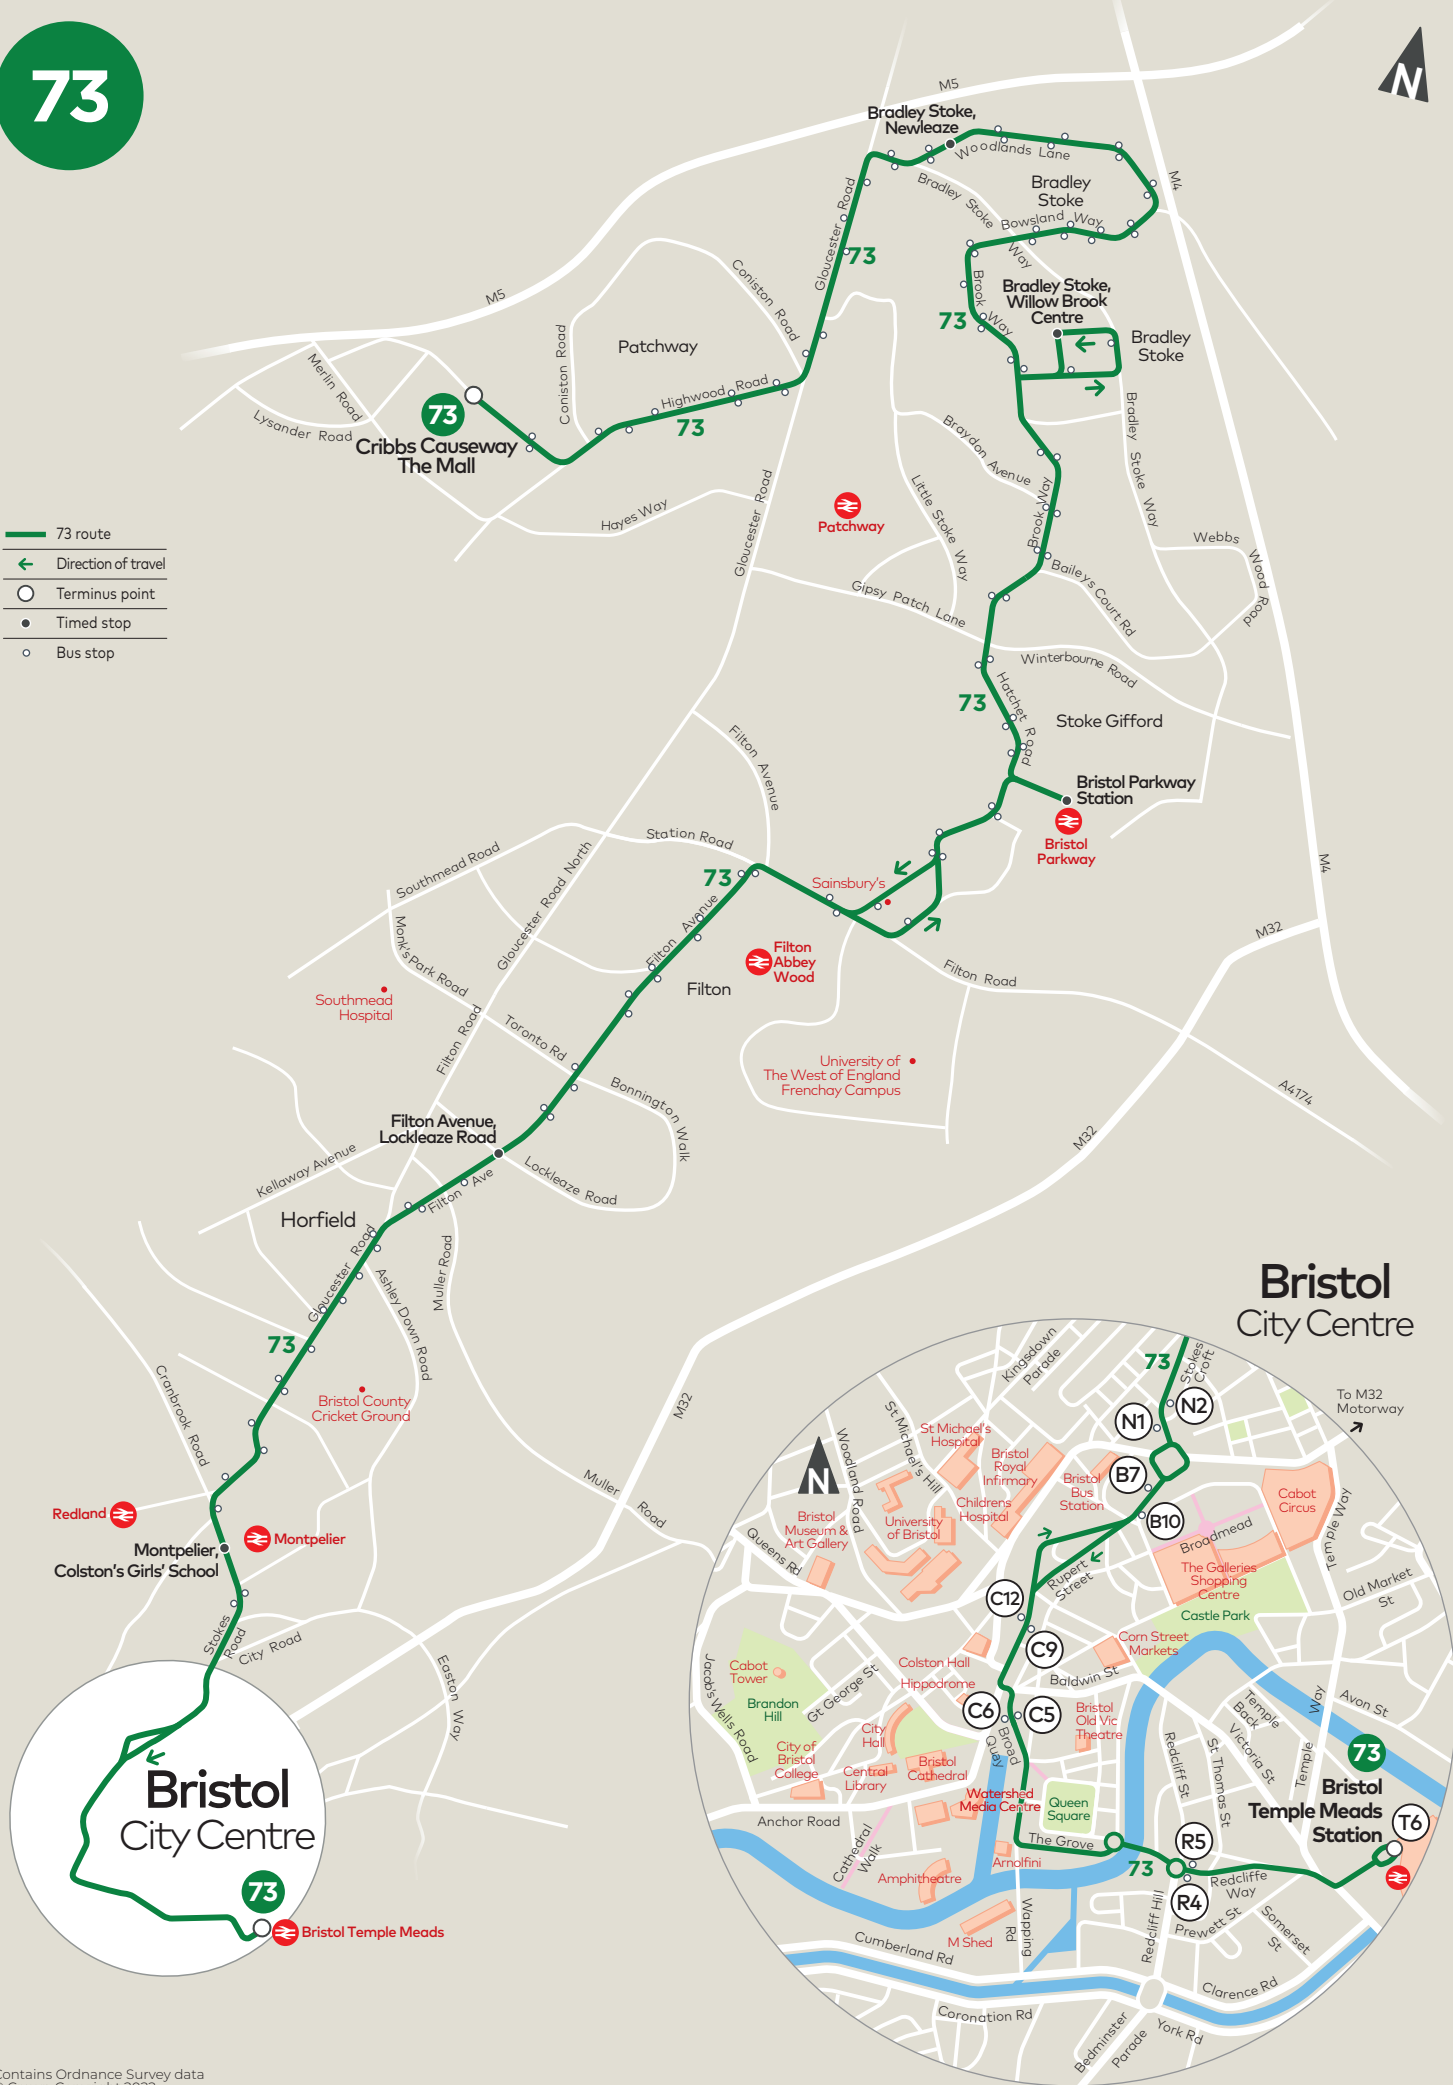 73
N
M5
Bradley Stoke,
Newleaze
Woodlands Lane
Bradley
Stoke
M4
Bradley Stoke
Way
Bowsland Way
Gloucester Road
73
Coniston Road
M5
Brook
Way
73
Bradley Stoke,
Willow Brook
Centre
Bradley
Stoke
Patchway
Coniston Road
Merlin Road
Lysander Road
Highwood Road
73
73
Cribbs Causeway
The Mall
Bradley Stoke Way
Braydon Avenue
Little Stoke Way
Brook Way
Hayes Way
Gloucester Road
Patchway
Webbs
Wood Road
73 route
Direction of travel
Terminus point
Timed stop
Bus stop
Gipsy Patch Lane
Baileys Court Rd
Winterbourne Road
73
Hatchet Road
Stoke Gifford
Filton Avenue
Bristol Parkway
Station
Bristol
Parkway
Station Road
Southmead Road
Gloucester Road North
73
Sainsbury's
M4
Filton Avenue
Monk's Park Road
Filton
Abbey
Wood
Filton
Filton Road
M32
Southmead
Hospital
Filton Road
Toronto Rd
University of
The West of England
Frenchay Campus
Bonnington Walk
A4174
Filton Avenue,
Lockleaze Road
M32
Kellaway Avenue
Lockleaze Road
Filton Ave
Horfield
Gloucester Road
Muller Road
Ashley Down Road
73
Cranbrook Road
Bristol County
Cricket Ground
M32
Muller Road
Redland
Montpelier
Montpelier,
Colston's Girls' School
Stokes
Road
City Road
Easton Way
Bristol
City Centre
73
Bristol Temple Meads
Bristol
City Centre
To M32
Motorway
73
Stokes
Croft
Kingsdown
Parade
N1
N2
N
Woodland Road
St Michael's Hill
St Michael's
Hospital
Bristol
Royal
Infirmary
Bristol
Bus
Station
B7
B10
Cabot
Circus
Broadmead
Temple Way
Childrens
Hospital
University
of Bristol
Bristol
Museum &
Art Gallery
Queens Rd
The Galleries
Shopping
Centre
Rupert
Street
Old Market
St
Castle Park
C12
C9
Corn Street
Markets
Colston Hall
Hippodrome
Baldwin St
Cabot
Tower
Brandon
Hill
Jacob's Wells Road
Gt George St
C6
C5
Bristol
Old Vic
Theatre
Broad
Quay
City
Hall
City of
Bristol
College
Central
Library
Bristol
Cathedral
Watershed
Media Centre
Queen
Square
Temple
Back
Victoria St
Way
Avon St
Redcliff St
St Thomas St
Temple
73
Bristol
Temple Meads
Station
T6
Anchor Road
Cathedral
Walk
The Grove
73
R5
R4
Redcliffe
Way
Arnolfini
Amphitheatre
M Shed
Wapping
Rd
Redcliff Hill
Prewett St
Somerset
St
Cumberland Rd
Clarence Rd
Coronation Rd
York Rd
Bedminster
Parade
Contains Ordnance Survey data